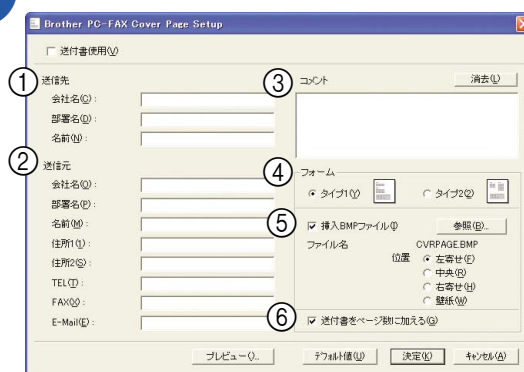 Brother PC-FAX Cover Page Setup
送付書使用(V)
① 送信先
会社名(C) :
部署名(D) :
名前(N) :
② 送信元
会社名(O) :
部署名(P) :
名前(M) :
住所1(1) :
住所2(S) :
TEL(T) :
FAX(X) :
E-Mail(E) :
③ コメント
消去(L)
④ フォーム
タイプ1(Y)
タイプ2(2)
⑤ 挿入BMPファイル(I)
参照(B)...
ファイル名 CVRPAGE.BMP
位置 左寄せ(F)
中央(R)
右寄せ(H)
壁紙(W)
⑥ 送付書をページ数に加える(G)
プレビュー()...
デフォルト値(U)
決定(K)
キャンセル(A)